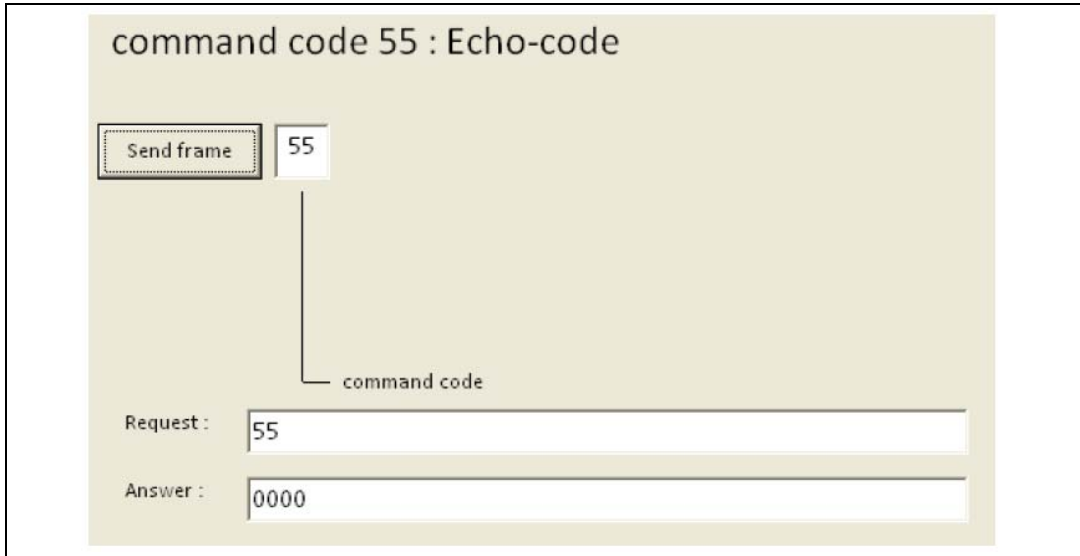 command code 55 : Echo-code
Send frame 55
command code
Request : 55
Answer : 0000